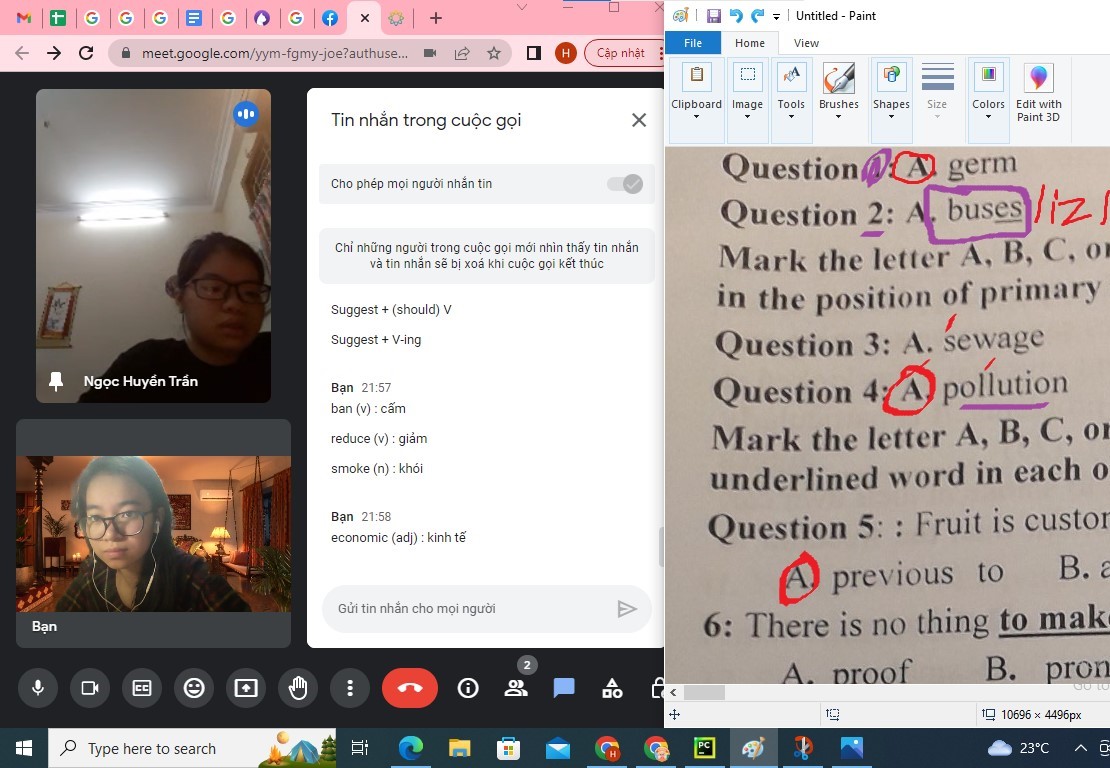 meet.google.com/yym-fgmy-joe?authuse...
H
Cập nhật
Ngọc Huyền Trần
Bạn
Tin nhắn trong cuộc gọi
Cho phép mọi người nhắn tin
Chỉ những người trong cuộc gọi mới nhìn thấy tin nhắn
và tin nhắn sẽ bị xoá khi cuộc gọi kết thúc
Suggest + (should) V
Suggest + V-ing
Bạn 21:57
ban (v) : cấm
reduce (v) : giảm
smoke (n) : khói
Bạn 21:58
economic (adj) : kinh tế
Gửi tin nhắn cho mọi người
2
Untitled - Paint
File Home View
Clipboard Image Tools Brushes Shapes Size Colors Edit with
Paint 3D
Question 1: A. germ
Question 2: A. buses /iz/
Mark the letter A, B, C, or
in the position of primary
Question 3: A. sewage
Question 4: A. pollution
Mark the letter A, B, C, or
underlined word in each o
Question 5: : Fruit is custor
A. previous to B. a
6: There is no thing to make
A. proof B. pron
Go to
10696 × 4496px
Type here to search
PC
23°C